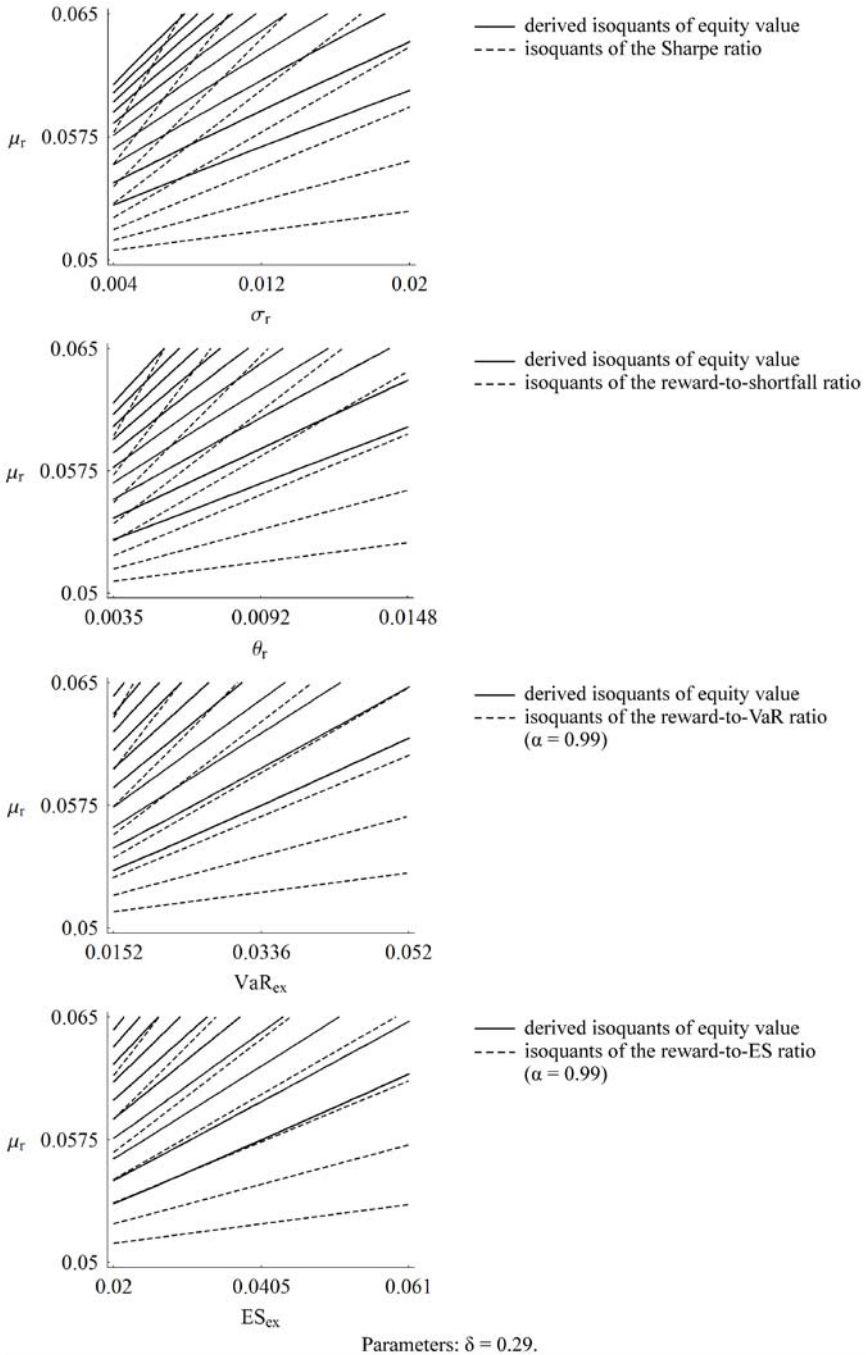 0.065
derived isoquants of equity value
isoquants of the Sharpe ratio
μr 0.0575
0.05
0.004 0.012 0.02
σr
0.065
derived isoquants of equity value
isoquants of the reward-to-shortfall ratio
μr 0.0575
0.05
0.0035 0.0092 0.0148
θr
0.065
derived isoquants of equity value
isoquants of the reward-to-VaR ratio
(α = 0.99)
μr 0.0575
0.05
0.0152 0.0336 0.052
VaRex
0.065
derived isoquants of equity value
isoquants of the reward-to-ES ratio
(α = 0.99)
μr 0.0575
0.05
0.02 0.0405 0.061
ESex
Parameters: δ = 0.29.